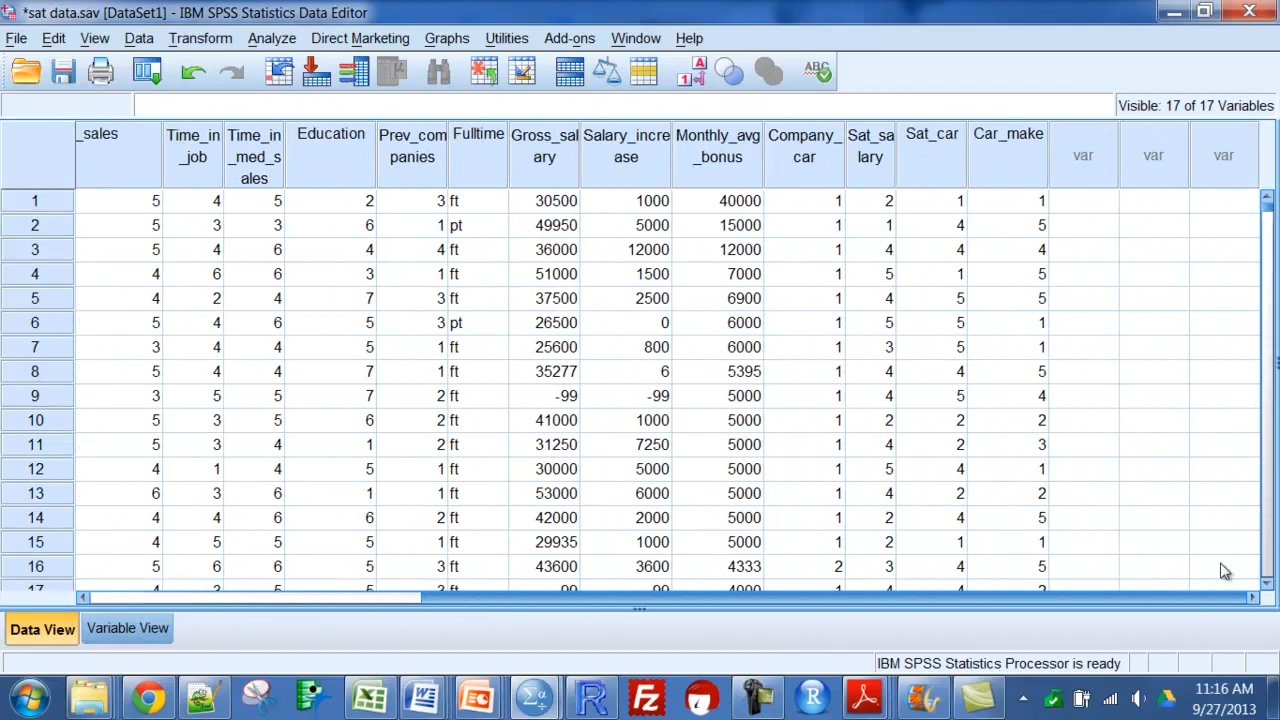 *sat data.sav [DataSet1] - IBM SPSS Statistics Data Editor
File Edit View Data Transform Analyze Direct Marketing Graphs Utilities Add-ons Window Help
Visible: 17 of 17 Variables
_sales Time_in_job Time_in_med_sales Education Prev_companies Fulltime Gross_salary Salary_increase Monthly_avg_bonus Company_car Sat_salary Sat_car Car_make var var var
1 5 4 5 2 3 ft 30500 1000 40000 1 2 1 1
2 5 3 3 6 1 pt 49950 5000 15000 1 1 4 5
3 5 4 6 4 4 ft 36000 12000 12000 1 4 4 4
4 4 6 6 3 1 ft 51000 1500 7000 1 5 1 5
5 4 2 4 7 3 ft 37500 2500 6900 1 4 5 5
6 5 4 6 5 3 pt 26500 0 6000 1 5 5 1
7 3 4 4 5 1 ft 25600 800 6000 1 3 5 1
8 5 4 4 7 1 ft 35277 6 5395 1 4 4 5
9 3 5 5 7 2 ft -99 -99 5000 1 4 5 4
10 5 3 5 6 2 ft 41000 1000 5000 1 2 2 2
11 5 3 4 1 2 ft 31250 7250 5000 1 4 2 3
12 4 1 4 5 1 ft 30000 5000 5000 1 5 4 1
13 6 3 6 1 1 ft 53000 6000 5000 1 4 2 2
14 4 4 6 6 2 ft 42000 2000 5000 1 2 4 5
15 4 5 5 5 1 ft 29935 1000 5000 1 2 1 1
16 5 6 6 5 3 ft 43600 3600 4333 2 3 4 5
17 4 3 5 5 3 ft -99 -99 4000 1 4 4 2
Data View Variable View
IBM SPSS Statistics Processor is ready
11:16 AM
9/27/2013